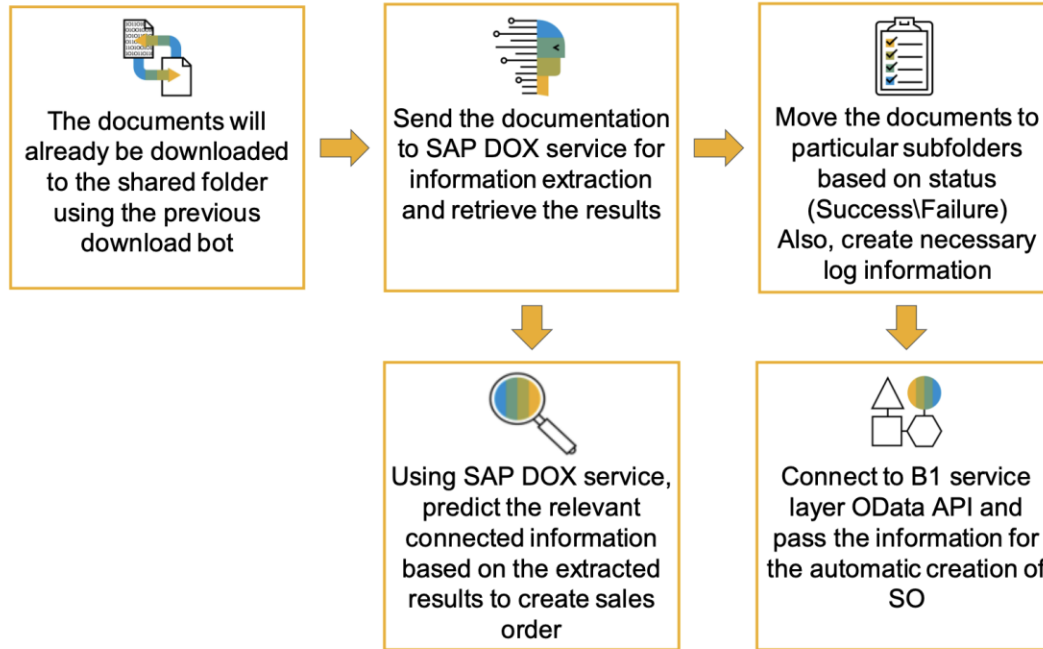 The documents will
already be downloaded
to the shared folder
using the previous
download bot
Send the documentation
to SAP DOX service for
information extraction
and retrieve the results
Move the documents to
particular subfolders
based on status
(Success\Failure)
Also, create necessary
log information
Using SAP DOX service,
predict the relevant
connected information
based on the extracted
results to create sales
order
Connect to B1 service
layer OData API and
pass the information for
the automatic creation of
SO